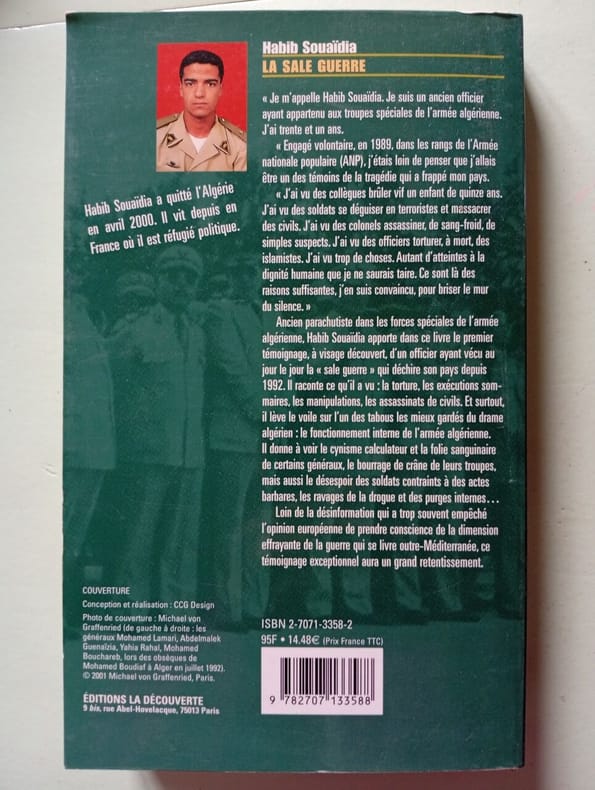 Habib Souaïdia
LA SALE GUERRE
« Je m'appelle Habib Souaïdia. Je suis un ancien officier
ayant appartenu aux troupes spéciales de l'armée algérienne.
J'ai trente et un ans.
« Engagé volontaire, en 1989, dans les rangs de l'Armée
nationale populaire (ANP), j'étais loin de penser que j'allais
être un des témoins de la tragédie qui a frappé mon pays.
« J'ai vu des collègues brûler vif un enfant de quinze ans.
J'ai vu des soldats se déguiser en terroristes et massacrer
des civils. J'ai vu des colonels assassiner, de sang-froid, de
simples suspects. J'ai vu des officiers torturer, à mort, des
islamistes. J'ai vu trop de choses. Autant d'atteintes à la
dignité humaine que je ne saurais taire. Ce sont là des
raisons suffisantes, j'en suis convaincu, pour briser le mur
du silence. »
Ancien parachutiste dans les forces spéciales de l'armée
algérienne, Habib Souaïdia apporte dans ce livre le premier
témoignage, à visage découvert, d'un officier ayant vécu au
jour le jour la « sale guerre » qui déchire son pays depuis
1992. Il raconte ce qu'il a vu : la torture, les exécutions som-
maires, les manipulations, les assassinats de civils. Et surtout,
il lève le voile sur l'un des tabous les mieux gardés du drame
algérien : le fonctionnement interne de l'armée algérienne.
Il donne à voir le cynisme calculateur et la folie sanguinaire
de certains généraux, le bourrage de crâne de leurs troupes,
mais aussi le désespoir des soldats contraints à des actes
barbares, les ravages de la drogue et des purges internes…
Loin de la désinformation qui a trop souvent empêché
l'opinion européenne de prendre conscience de la dimension
effrayante de la guerre qui se livre outre-Méditerranée, ce
témoignage exceptionnel aura un grand retentissement.
Habib Souaïdia a quitté l'Algérie
en avril 2000. Il vit depuis en
France où il est réfugié politique.
COUVERTURE
Conception et réalisation : CCG Design
Photo de couverture : Michael von
Graffenried (de gauche à droite : les
généraux Mohamed Lamari, Abdelmalek
Guenaïzia, Yahia Rahal, Mohamed
Bouchareb, lors des obsèques de
Mohamed Boudiaf à Alger en juillet 1992).
© 2001 Michael von Graffenried, Paris.
ÉDITIONS LA DÉCOUVERTE
9 bis, rue Abel-Hovelacque, 75013 Paris
ISBN 2-7071-3358-2
95F • 14.48€ (Prix France TTC)
9 782707 133588